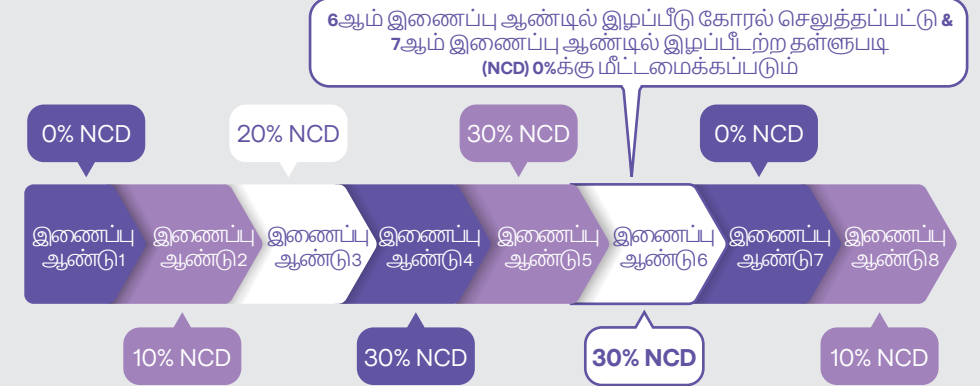 6ஆம் இணைப்பு ஆண்டில் இழப்பீடு கோரல் செலுத்தப்பட்டு &
7ஆம் இணைப்பு ஆண்டில் இழப்பீடற்ற தள்ளுபடி
(NCD) 0%க்கு மீட்டமைக்கப்படும்
0% NCD
20% NCD
30% NCD
0% NCD
இணைப்பு
ஆண்டு1
இணைப்பு
ஆண்டு2
இணைப்பு
ஆண்டு3
இணைப்பு
ஆண்டு4
இணைப்பு
ஆண்டு5
இணைப்பு
ஆண்டு6
இணைப்பு
ஆண்டு7
இணைப்பு
ஆண்டு8
10% NCD
30% NCD
30% NCD
10% NCD